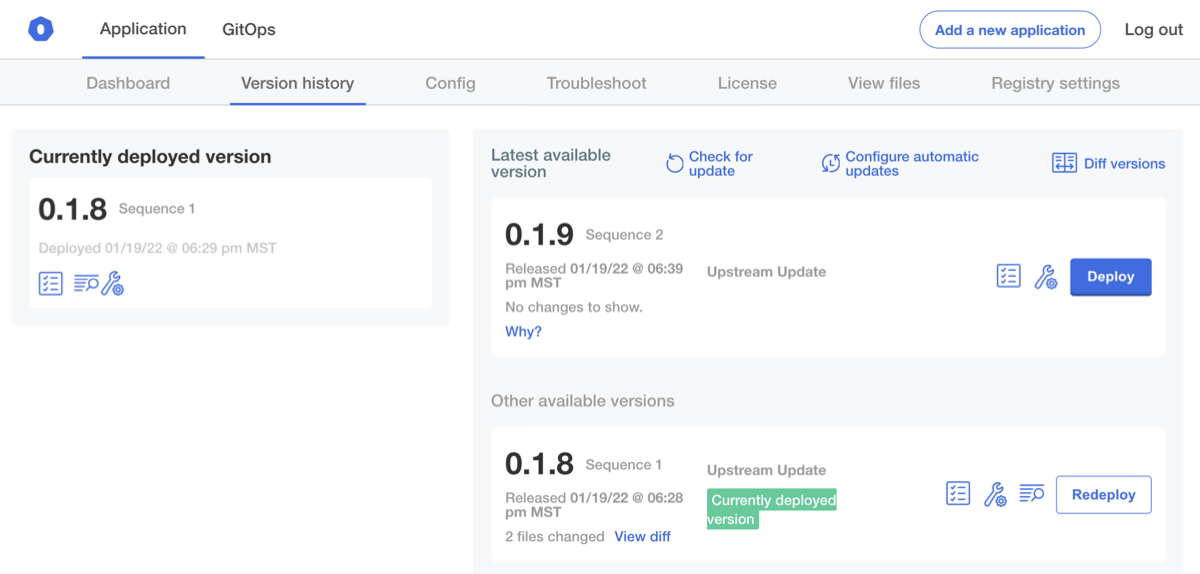 Application
GitOps
Add a new application
Log out
Dashboard
Version history
Config
Troubleshoot
License
View files
Registry settings
Currently deployed version
0.1.8 Sequence 1
Deployed 01/19/22 @ 06:29 pm MST
Latest available
version
Check for
update
Configure automatic
updates
Diff versions
0.1.9 Sequence 2
Released 01/19/22 @ 06:39
pm MST
No changes to show.
Why?
Upstream Update
Deploy
Other available versions
0.1.8 Sequence 1
Released 01/19/22 @ 06:28
pm MST
2 files changed View diff
Upstream Update
Currently deployed
version
Redeploy